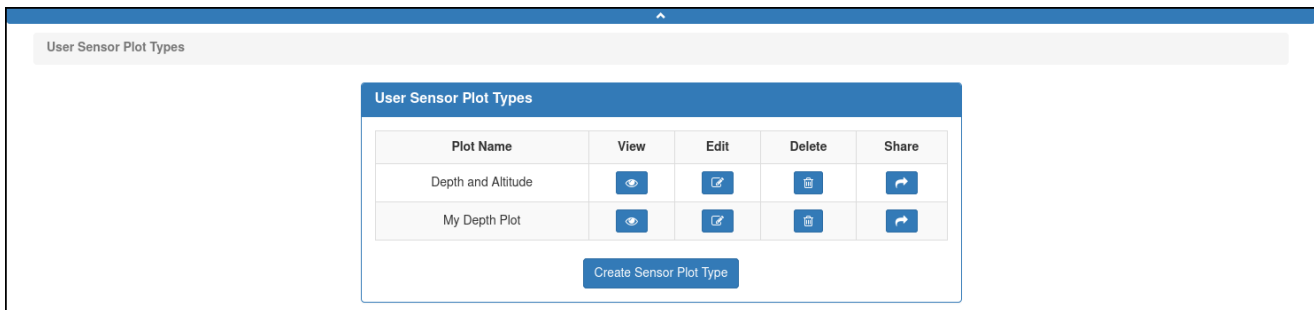 User Sensor Plot Types
User Sensor Plot Types
Plot Name View Edit Delete Share
Depth and Altitude
My Depth Plot
Create Sensor Plot Type